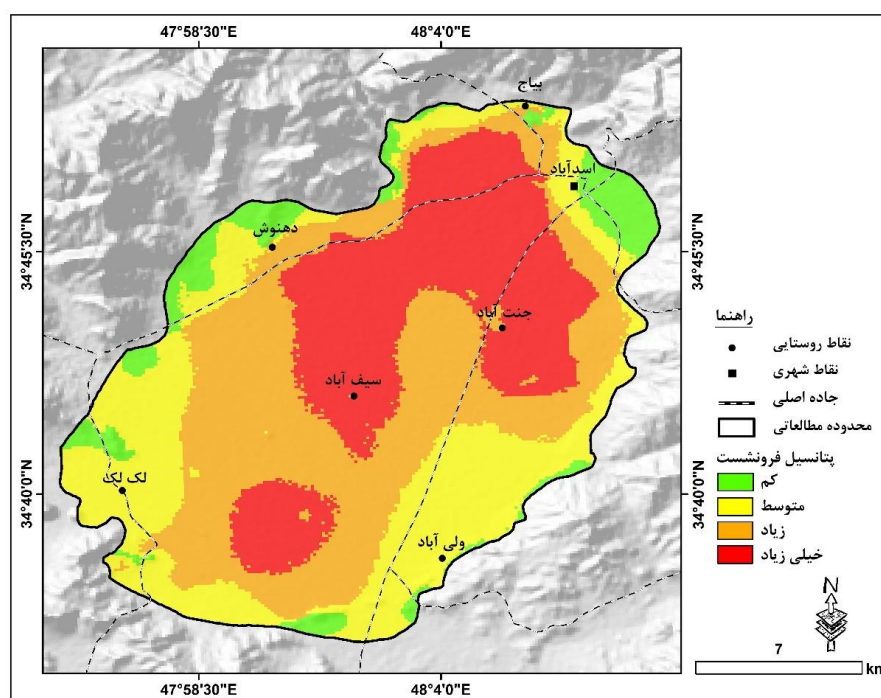 47°58'30"E
48°4'0"E
بیاج
اسدآباد
دهنوش
34°45'30"N
34°45'30"N
جنت آباد
سیف آباد
لک لک
34°40'0"N
34°40'0"N
ولی آباد
47°58'30"E
48°4'0"E
راهنما
نقاط روستایی
نقاط شهری
جاده اصلی
محدوده مطالعاتی
پتانسیل فرونشست
کم
متوسط
زیاد
خیلی زیاد
N
7
km